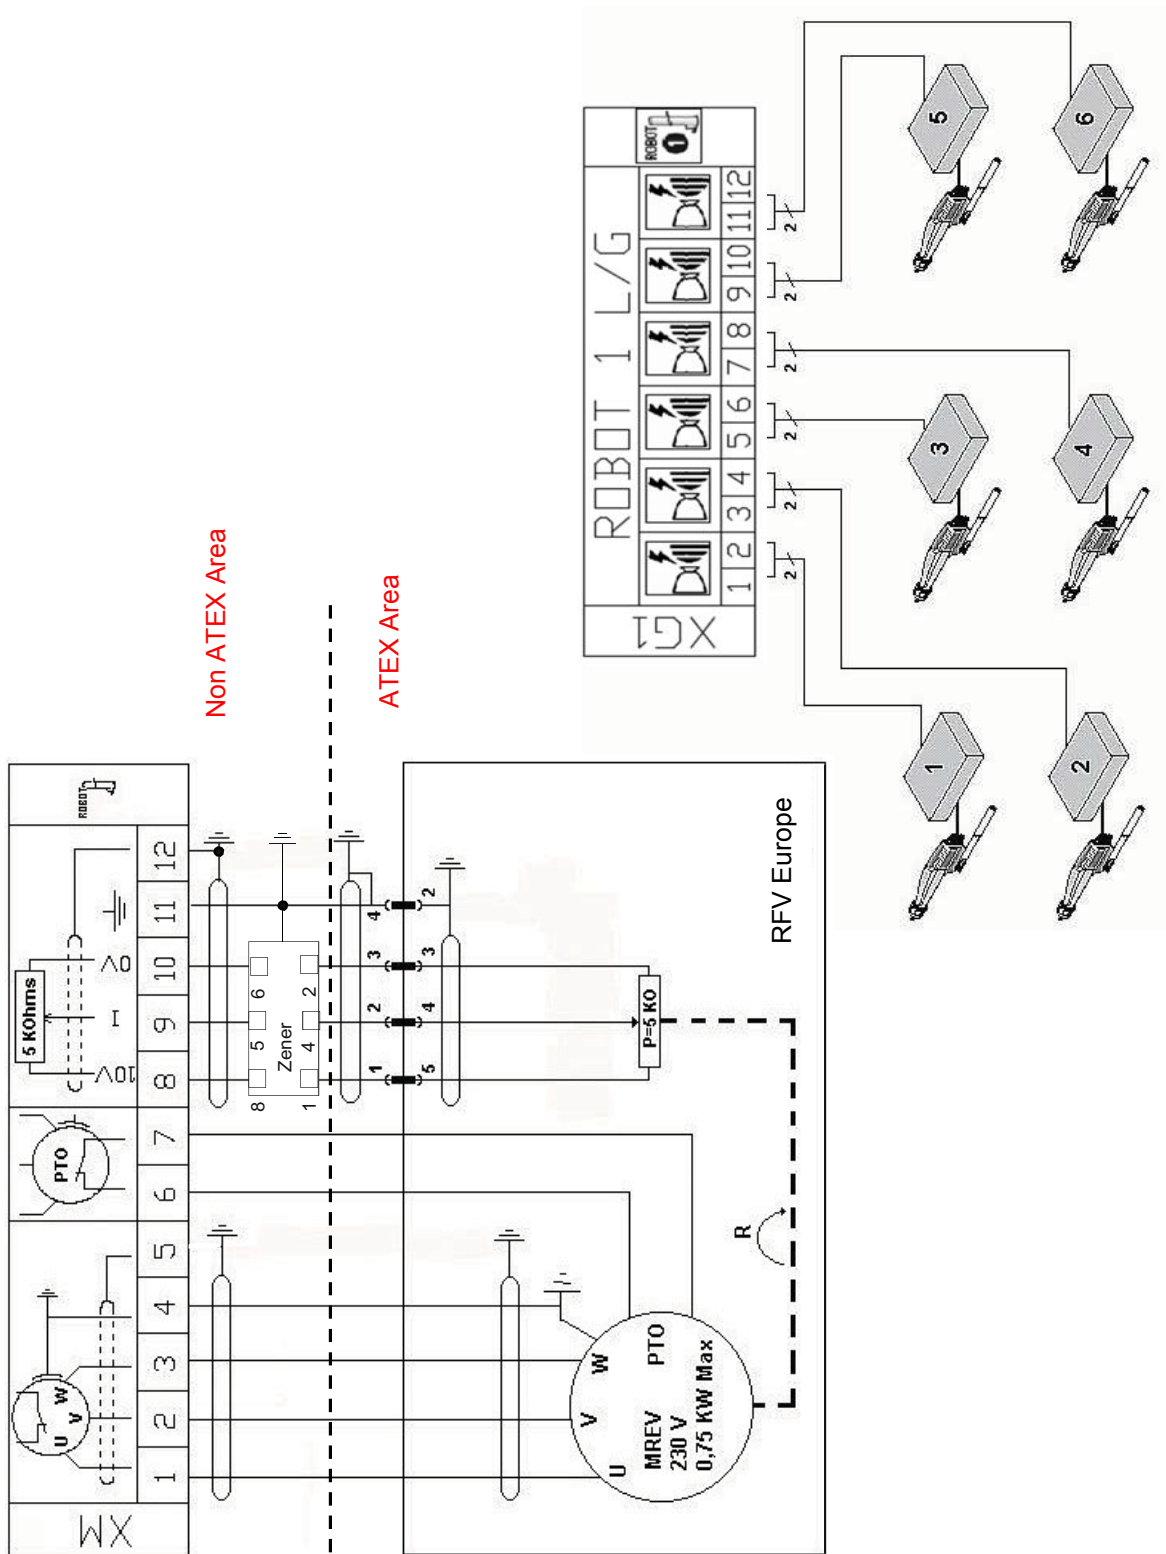 XM
U V W
1 2 3 4 5 6 7 8 9 10 11 12
PTO
10V I 0V
5 KOhms
ROBOT
Non ATEX Area
ATEX Area
8 5 6
Zener
1 4 2
1 2 3 4
5 4 3 2
P=5 KO
R
U V W
MREV PTO
230 V
0,75 KW Max
RFV Europe
XG1
ROBOT 1 L/G
ROBOT
1
1 2 3 4 5 6 7 8 9 10 11 12
2 2 2 2 2 2
1 3 5
2 4 6